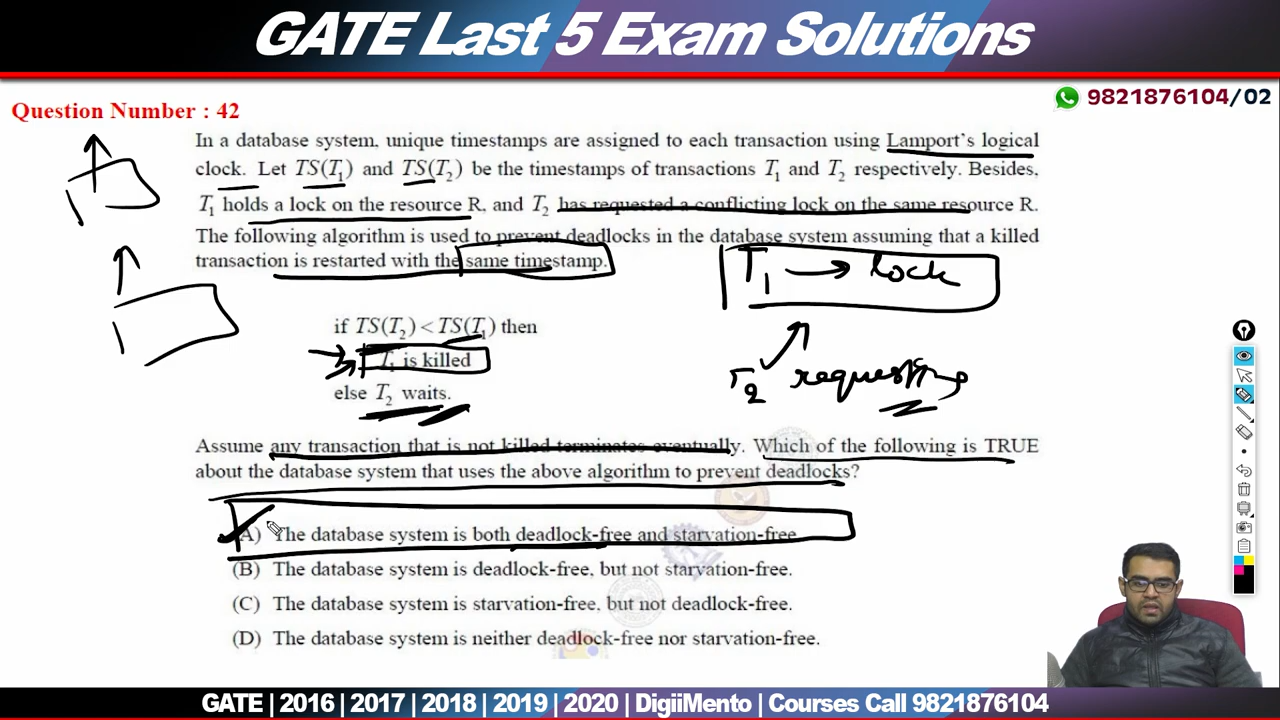 GATE Last 5 Exam Solutions
9821876104/02
Question Number : 42
In a database system, unique timestamps are assigned to each transaction using Lamport's logical
clock. Let TS(T₁) and TS(T₂) be the timestamps of transactions T₁ and T₂ respectively. Besides,
T₁ holds a lock on the resource R, and T₂ has requested a conflicting lock on the same resource R.
The following algorithm is used to prevent deadlocks in the database system assuming that a killed
transaction is restarted with the same timestamp.
T₁ → lock
if TS(T₂) < TS(T₁) then
T₁ is killed
T₂ requesting
else T₂ waits.
Assume any transaction that is not killed terminates eventually. Which of the following is TRUE
about the database system that uses the above algorithm to prevent deadlocks?
(A) The database system is both deadlock-free and starvation-free.
(B) The database system is deadlock-free, but not starvation-free.
(C) The database system is starvation-free, but not deadlock-free.
(D) The database system is neither deadlock-free nor starvation-free.
GATE | 2016 | 2017 | 2018 | 2019 | 2020 | DigiiMento | Courses Call 9821876104